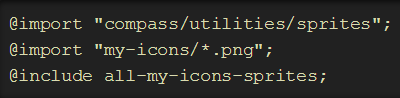 @import "compass/utilities/sprites";
@import "my-icons/*.png";
@include all-my-icons-sprites;